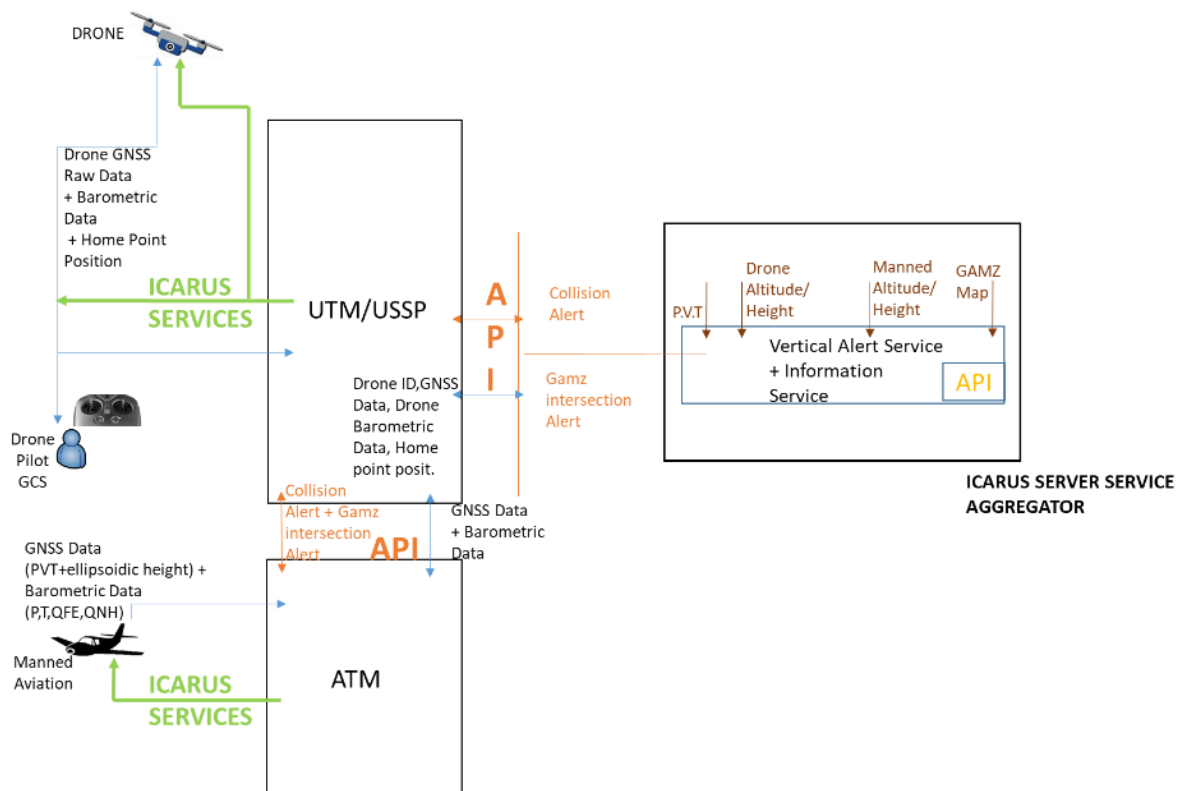 DRONE
Drone GNSS
Raw Data
+ Barometric
Data
+ Home Point
Position
ICARUS
SERVICES
UTM/USSP
A
P
I
Collision
Alert
Gamz
intersection
Alert
Drone ID,GNSS
Data, Drone
Barometric
Data, Home
point posit.
P.V.T
Drone
Altitude/
Height
Manned
Altitude/
Height
GAMZ
Map
Vertical Alert Service
+ Information
Service
API
ICARUS SERVER SERVICE
AGGREGATOR
Drone
Pilot
GCS
Collision
Alert + Gamz
intersection
Alert
API
GNSS Data
+ Barometric
Data
GNSS Data
(PVT+ellipsoidic height) +
Barometric Data
(P,T,QFE,QNH)
Manned
Aviation
ICARUS
SERVICES
ATM